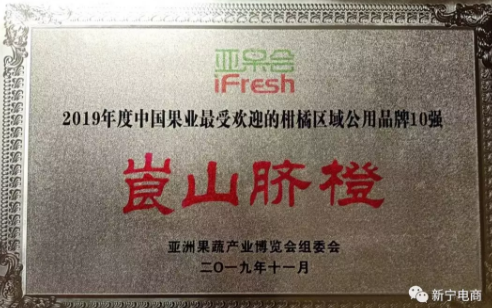 亚果会
iFresh
2019年度中国果业最受欢迎的柑橘区域公用品牌10强
崀山脐橙
亚洲果蔬产业博览会组委会
二〇一九年十一月
新宁电商